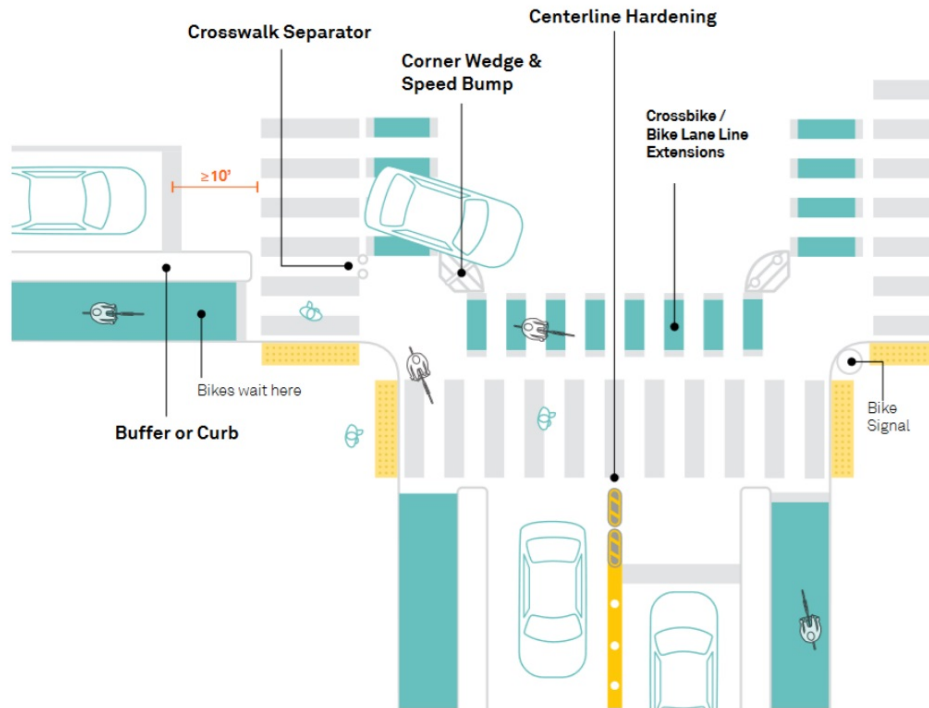 Centerline Hardening
Crosswalk Separator
Corner Wedge &
Speed Bump
Crossbike /
Bike Lane Line
Extensions
≥10'
Bikes wait here
Buffer or Curb
Bike
Signal